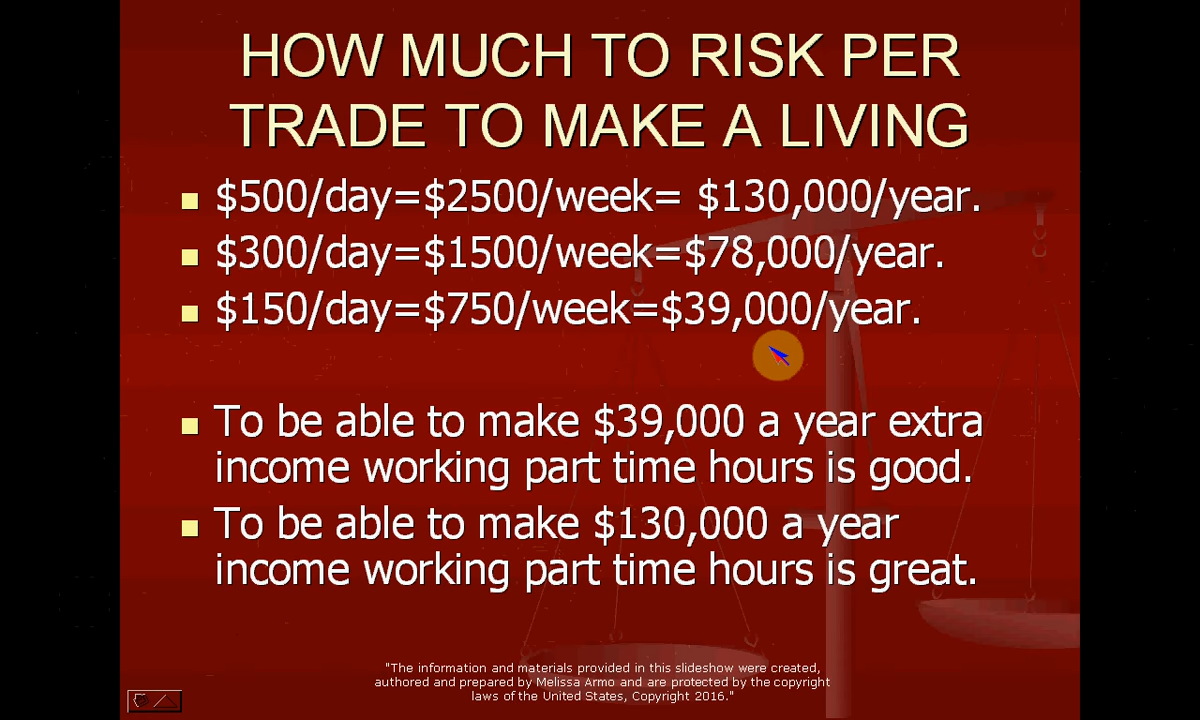 HOW MUCH TO RISK PER
TRADE TO MAKE A LIVING
$500/day=$2500/week= $130,000/year.
$300/day=$1500/week=$78,000/year.
$150/day=$750/week=$39,000/year.
To be able to make $39,000 a year extra
income working part time hours is good.
To be able to make $130,000 a year
income working part time hours is great.
"The information and materials provided in this slideshow were created,
authored and prepared by Melissa Armo and are protected by the copyright
laws of the United States, Copyright 2016."